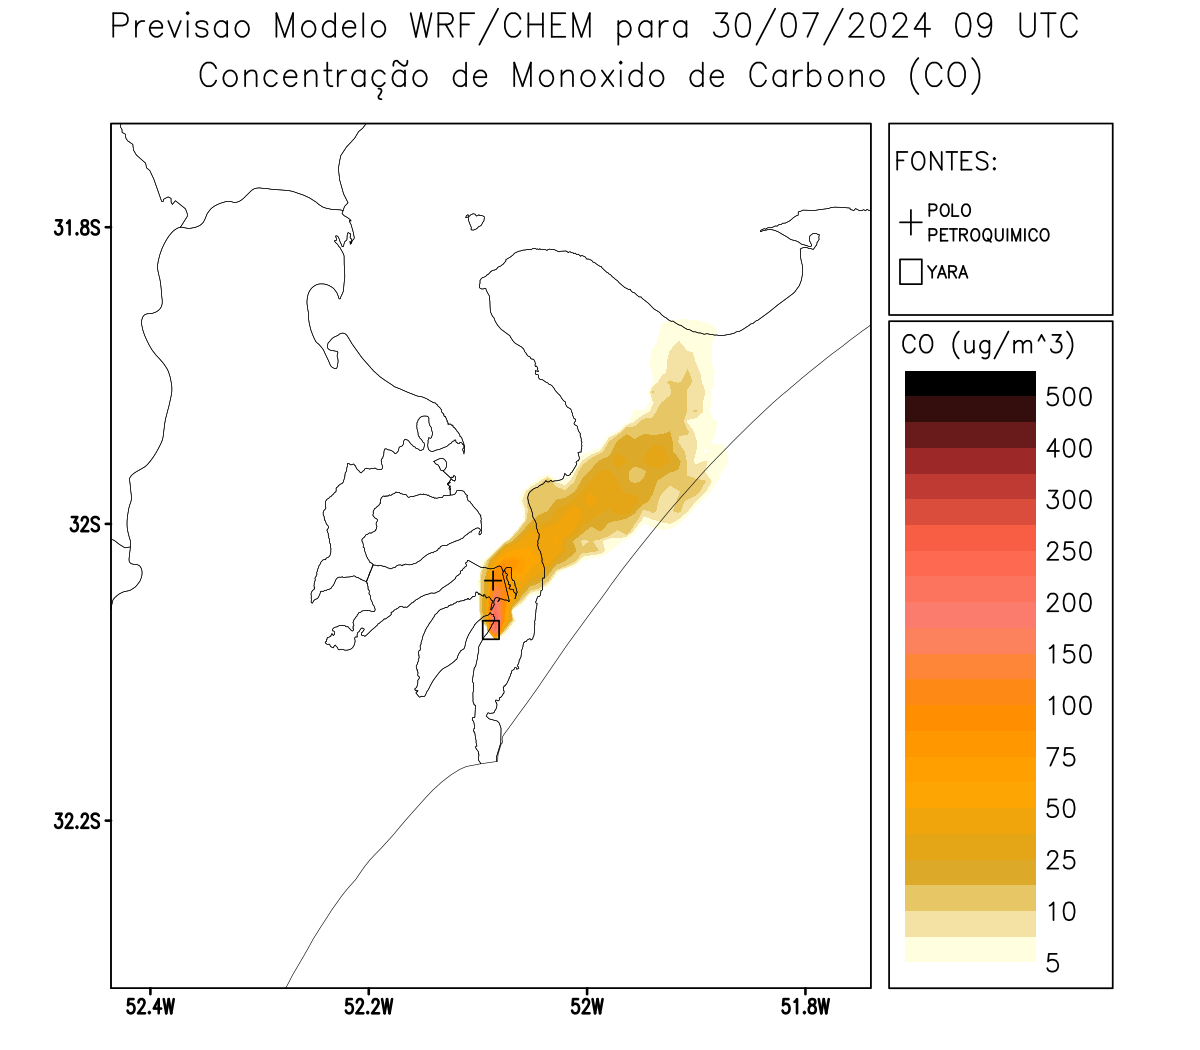 Previsao Modelo WRF/CHEM para 30/07/2024 09 UTC
Concentração de Monoxido de Carbono (CO)
FONTES:
POLO
PETROQUIMICO
YARA
31.8S
32S
32.2S
52.4W
52.2W
52W
51.8W
CO (ug/m^3)
500
400
300
250
200
150
100
75
50
25
10
5